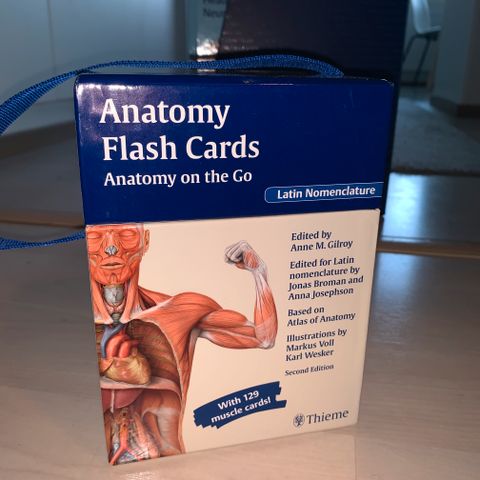 Anatomy
Flash Cards
Anatomy on the Go
Latin Nomenclature
Edited by
Anne M. Gilroy
Edited for Latin
nomenclature by
Jonas Broman and
Anna Josephson
Based on
Atlas of Anatomy
Illustrations by
Markus Voll
Karl Wesker
Second Edition
With 129
muscle cards!
Thieme